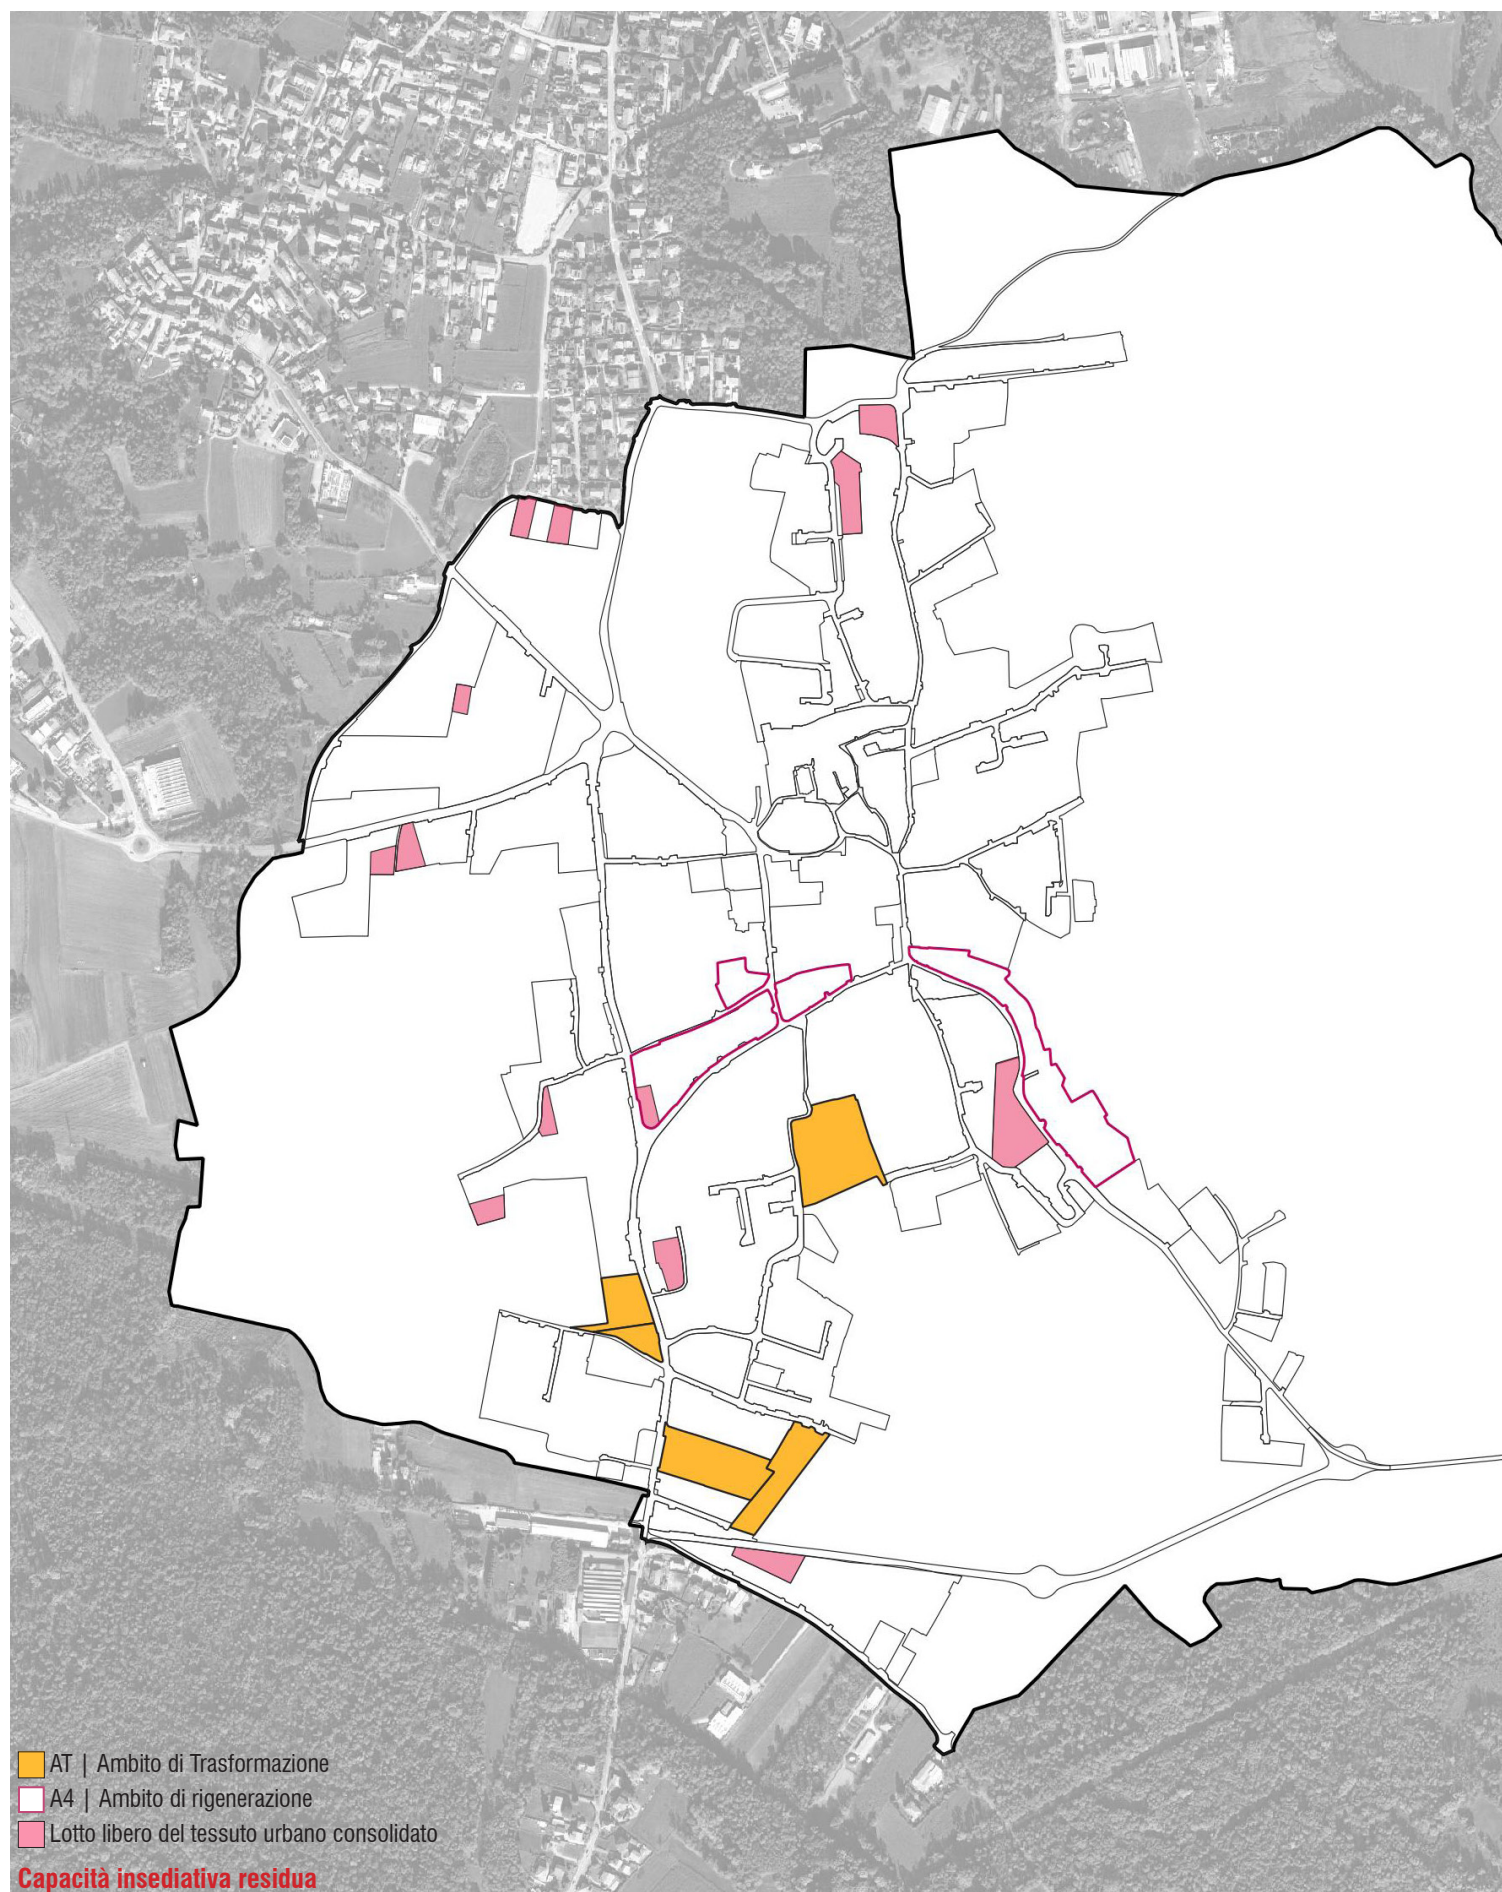 AT | Ambito di Trasformazione
A4 | Ambito di rigenerazione
Lotto libero del tessuto urbano consolidato
Capacità insediativa residua